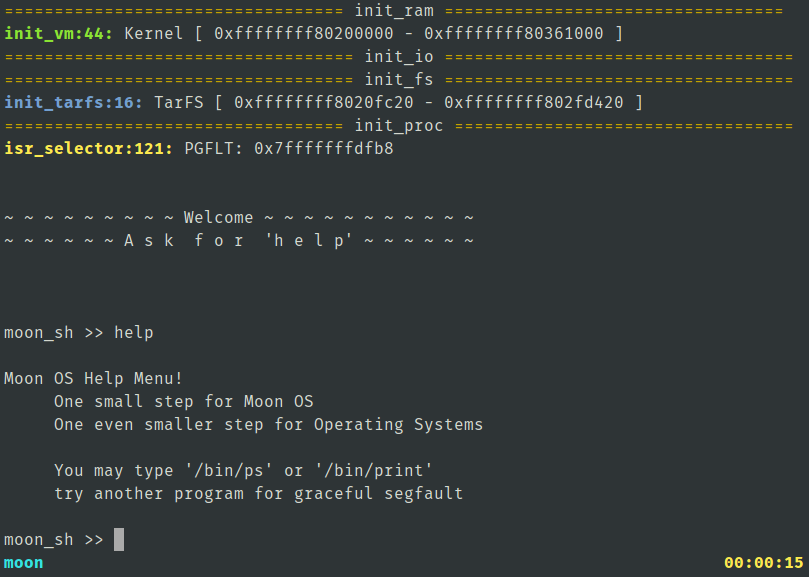 ================================== init_ram ==================================
init_vm:44: Kernel [ 0xffffffff80200000 - 0xffffffff80361000 ]
=================================== init_io ===================================
=================================== init_fs ===================================
init_tarfs:16: TarFS [ 0xffffffff8020fc20 - 0xffffffff802fd420 ]
================================== init_proc ==================================
isr_selector:121: PGFLT: 0x7fffffffdfb8
~ ~ ~ ~ ~ ~ ~ ~ ~ Welcome ~ ~ ~ ~ ~ ~ ~ ~ ~ ~ ~
~ ~ ~ ~ ~ ~ A s k  f o r  'h e l p' ~ ~ ~ ~ ~ ~
moon_sh >> help
Moon OS Help Menu!
One small step for Moon OS
One even smaller step for Operating Systems
You may type '/bin/ps' or '/bin/print'
try another program for graceful segfault
moon_sh >>
moon 00:00:15